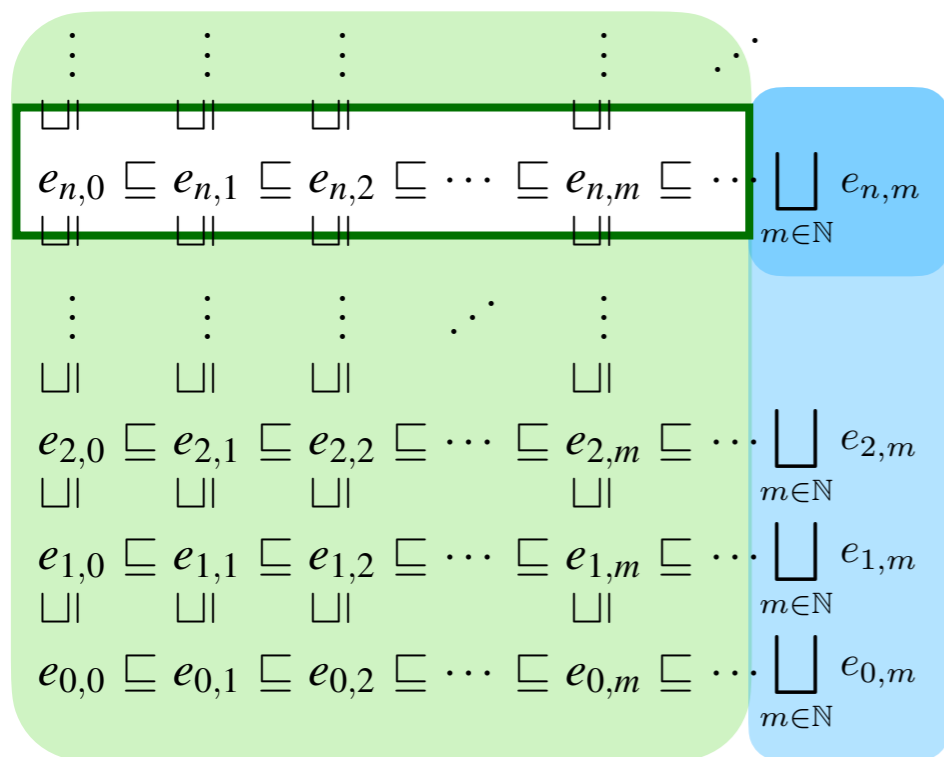 ⋮ ⋮ ⋮ ⋮ ⋰
⊔|| ⊔|| ⊔|| ⊔||
e_{n,0} ⊑ e_{n,1} ⊑ e_{n,2} ⊑ ⋯ ⊑ e_{n,m} ⊑ ⋯ ⨆_{m∈ℕ} e_{n,m}
⊔|| ⊔|| ⊔|| ⊔||
⋮ ⋮ ⋮ ⋰ ⋮
⊔|| ⊔|| ⊔|| ⊔||
e_{2,0} ⊑ e_{2,1} ⊑ e_{2,2} ⊑ ⋯ ⊑ e_{2,m} ⊑ ⋯ ⨆_{m∈ℕ} e_{2,m}
⊔|| ⊔|| ⊔|| ⊔||
e_{1,0} ⊑ e_{1,1} ⊑ e_{1,2} ⊑ ⋯ ⊑ e_{1,m} ⊑ ⋯ ⨆_{m∈ℕ} e_{1,m}
⊔|| ⊔|| ⊔|| ⊔||
e_{0,0} ⊑ e_{0,1} ⊑ e_{0,2} ⊑ ⋯ ⊑ e_{0,m} ⊑ ⋯ ⨆_{m∈ℕ} e_{0,m}